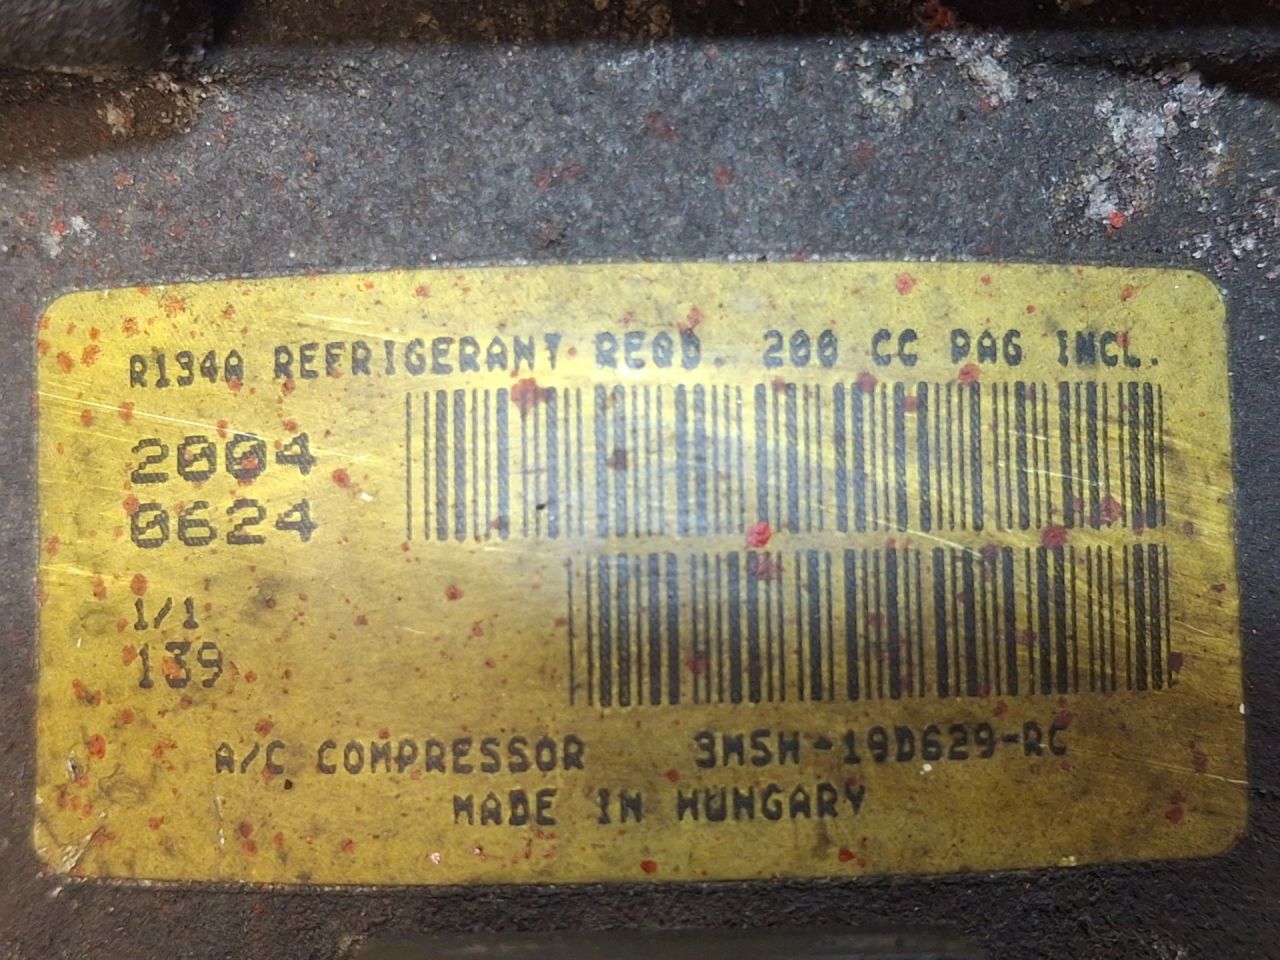 R134A REFRIGERANT REQD. 200 CC PAG INCL.
2004
0624
1/1
139
A/C COMPRESSOR 3M5H-19D629-RC
MADE IN HUNGARY